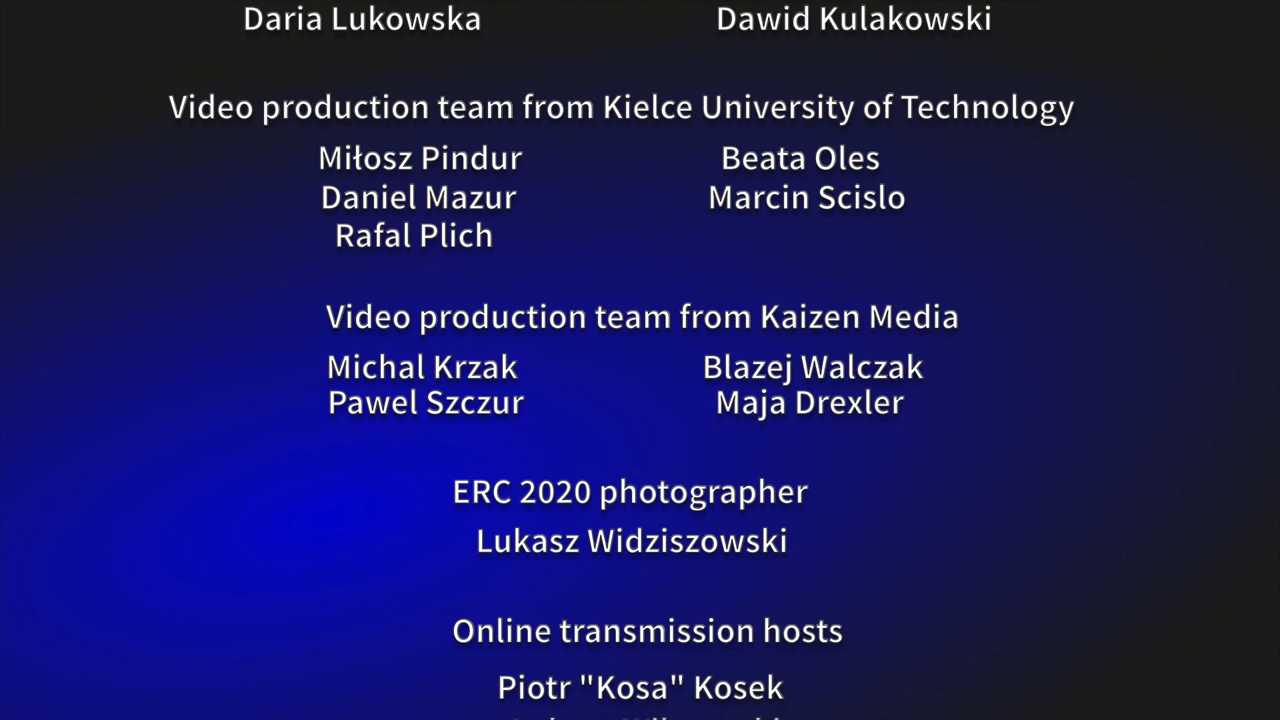 Daria Lukowska Dawid Kulakowski
Video production team from Kielce University of Technology
Miłosz Pindur Beata Oles
Daniel Mazur Marcin Scislo
Rafal Plich
Video production team from Kaizen Media
Michal Krzak Blazej Walczak
Pawel Szczur Maja Drexler
ERC 2020 photographer
Lukasz Widziszowski
Online transmission hosts
Piotr "Kosa" Kosek